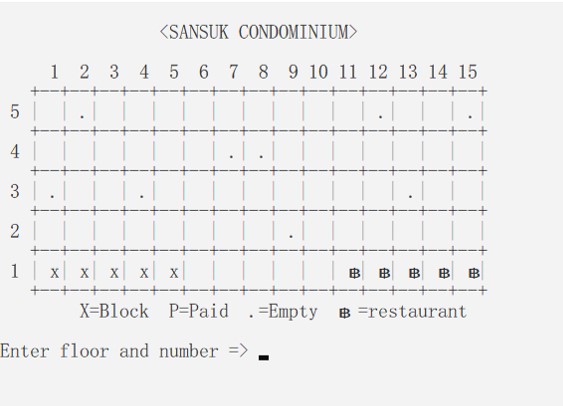 <SANSUK CONDOMINIUM>
1 2 3 4 5 6 7 8 9 10 11 12 13 14 15
+--+--+--+--+--+--+--+--+--+--+--+--+--+--+--+
5 |  | .|  |  |  |  |  |  |  |  |  | .|  |  | .|
+--+--+--+--+--+--+--+--+--+--+--+--+--+--+--+
4 |  |  |  |  |  |  | .| .|  |  |  |  |  |  |  |
+--+--+--+--+--+--+--+--+--+--+--+--+--+--+--+
3 | .|  |  | .|  |  |  |  |  |  |  |  | .|  |  |
+--+--+--+--+--+--+--+--+--+--+--+--+--+--+--+
2 |  |  |  |  |  |  |  |  | .|  |  |  |  |  |  |
+--+--+--+--+--+--+--+--+--+--+--+--+--+--+--+
1 | x| x| x| x| x|  |  |  |  |  | ฿| ฿| ฿| ฿| ฿|
+--+--+--+--+--+--+--+--+--+--+--+--+--+--+--+
X=Block P=Paid .=Empty ฿ =restaurant
Enter floor and number =>